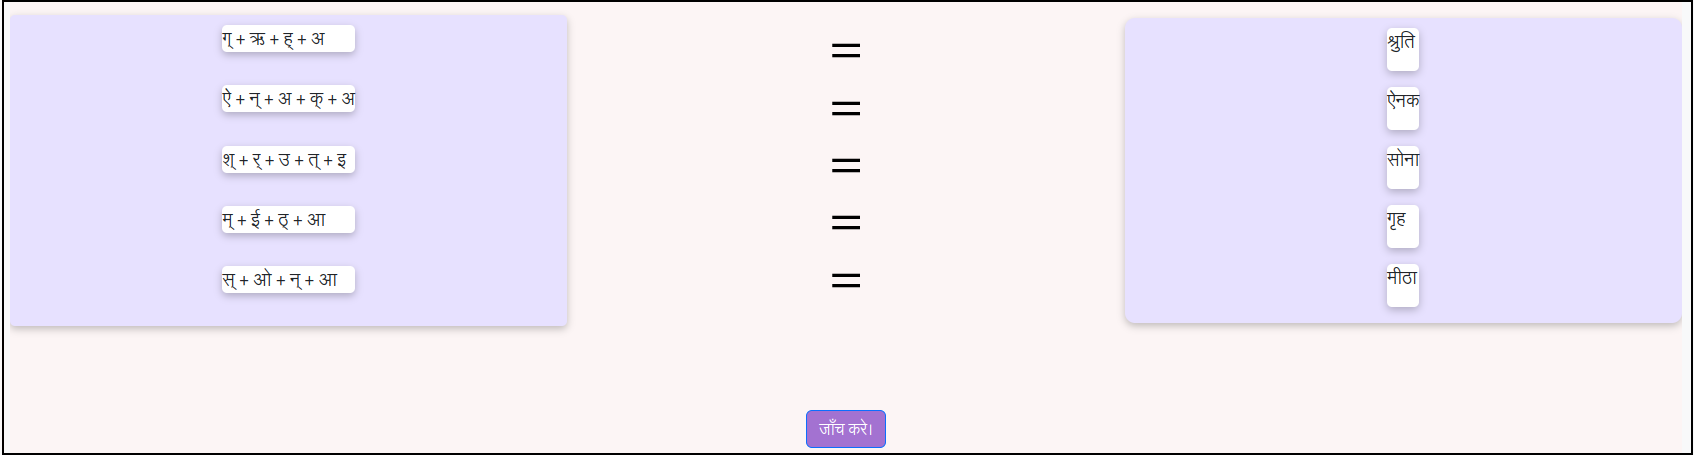 ग् + ऋ + ह् + अ = श्रुति
ऐ + न् + अ + क् + अ = ऐनक
श् + र् + उ + त् + इ = सोना
म् + ई + ठ् + आ = गृह
स् + ओ + न् + आ = मीठा
जाँच करे।